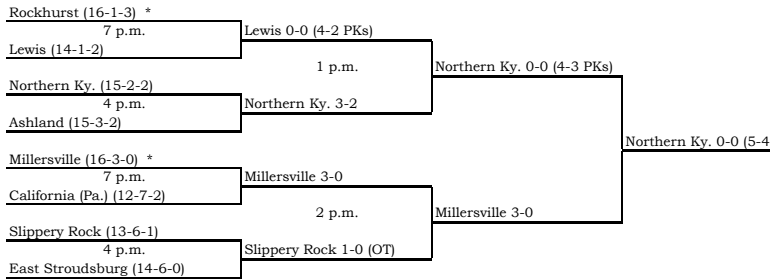 Rockhurst (16-1-3) *
7 p.m.
Lewis 0-0 (4-2 PKs)
Lewis (14-1-2)
1 p.m.
Northern Ky. 0-0 (4-3 PKs)
Northern Ky. (15-2-2)
4 p.m.
Northern Ky. 3-2
Ashland (15-3-2)
Northern Ky. 0-0 (5-4
Millersville (16-3-0) *
7 p.m.
Millersville 3-0
California (Pa.) (12-7-2)
2 p.m.
Millersville 3-0
Slippery Rock (13-6-1)
4 p.m.
Slippery Rock 1-0 (OT)
East Stroudsburg (14-6-0)